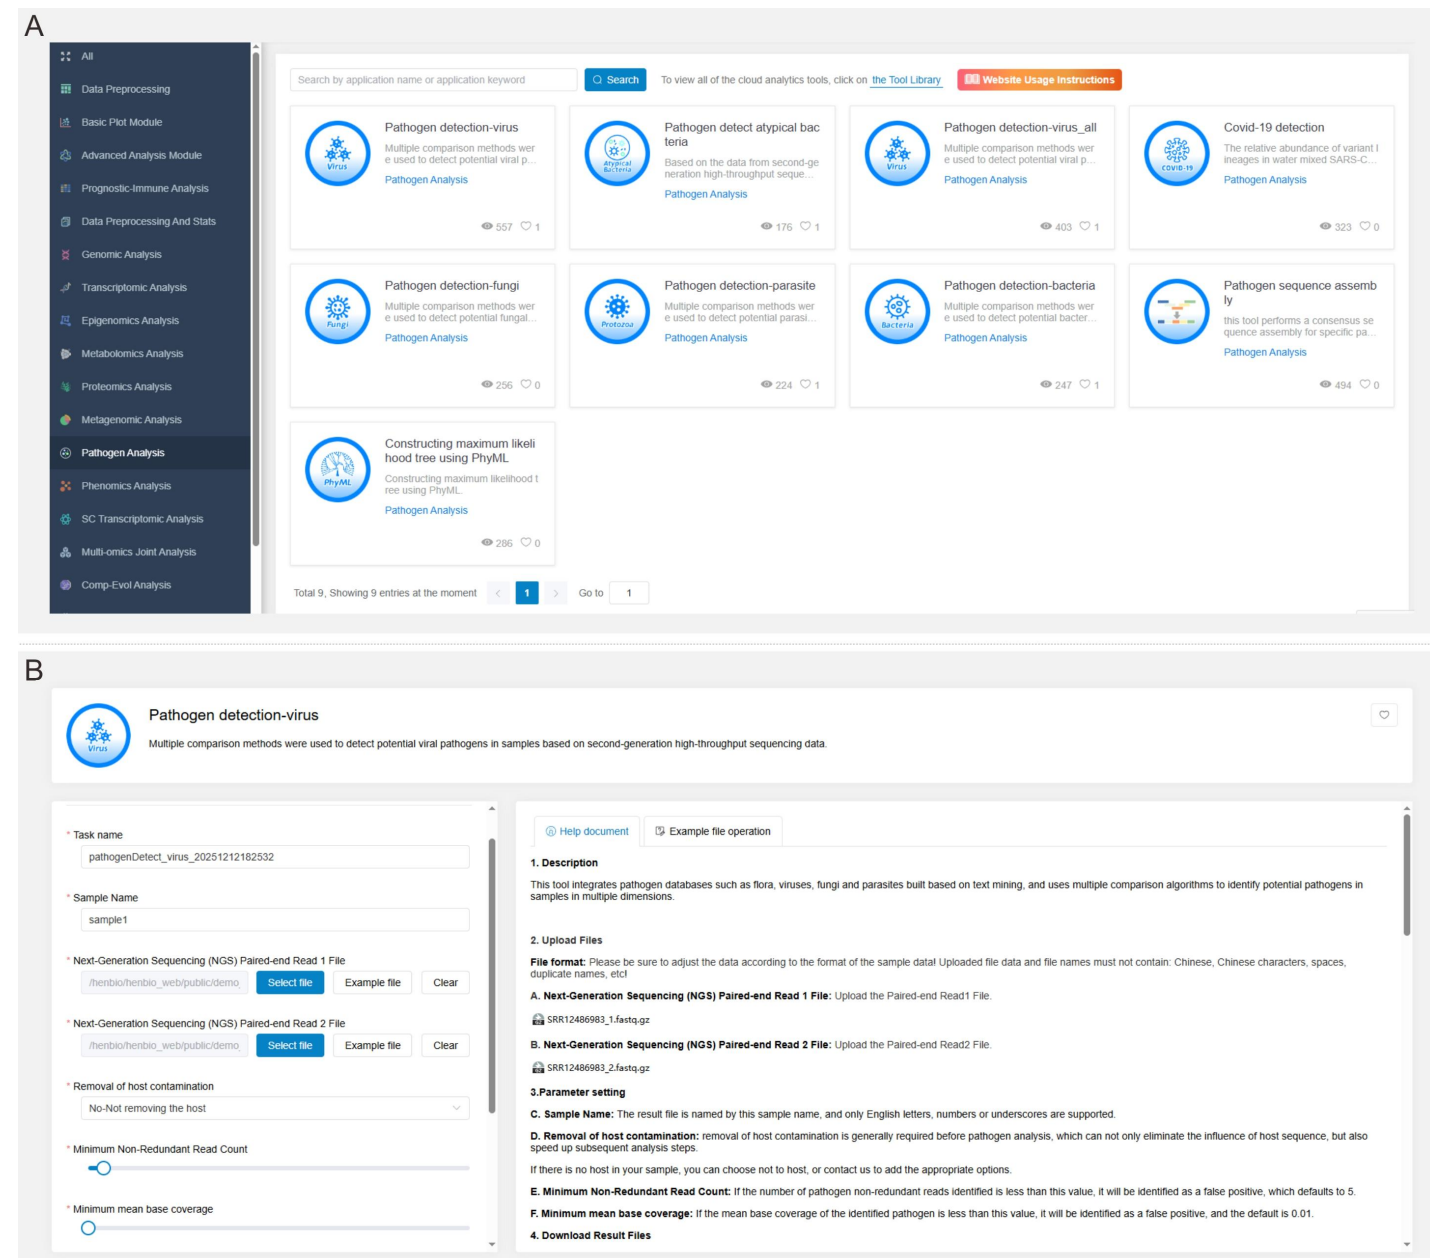 A
All
Data Preprocessing
Basic Plot Module
Advanced Analysis Module
Prognostic-Immune Analysis
Data Preprocessing And Stats
Genomic Analysis
Transcriptomic Analysis
Epigenomics Analysis
Metabolomics Analysis
Proteomics Analysis
Metagenomic Analysis
Pathogen Analysis
Phenomics Analysis
SC Transcriptomic Analysis
Multi-omics Joint Analysis
Comp-Evol Analysis
Search by application name or application keyword
Search
To view all of the cloud analytics tools, click on the Tool Library
Website Usage Instructions
Virus
Pathogen detection-virus
Multiple comparison methods wer
e used to detect potential viral p...
Pathogen Analysis
557 1
Atypical
Bacteria
Pathogen detect atypical bac
teria
Based on the data from second-ge
neration high-throughput seque...
Pathogen Analysis
176 1
Virus
Pathogen detection-virus_all
Multiple comparison methods wer
e used to detect potential viral p...
Pathogen Analysis
403 1
COVID-19
Covid-19 detection
The relative abundance of variant l
ineages in water mixed SARS-C...
Pathogen Analysis
323 0
Fungi
Pathogen detection-fungi
Multiple comparison methods wer
e used to detect potential fungal...
Pathogen Analysis
256 0
Protozoa
Pathogen detection-parasite
Multiple comparison methods wer
e used to detect potential parasi...
Pathogen Analysis
224 1
Bacteria
Pathogen detection-bacteria
Multiple comparison methods wer
e used to detect potential bacter...
Pathogen Analysis
247 1
Pathogen sequence assemb
ly
this tool performs a consensus se
quence assembly for specific pa...
Pathogen Analysis
494 0
PhyML
Constructing maximum likeli
hood tree using PhyML
Constructing maximum likelihood t
ree using PhyML.
Pathogen Analysis
286 0
Total 9, Showing 9 entries at the moment < 1 > Go to 1
B
Virus
Pathogen detection-virus
Multiple comparison methods were used to detect potential viral pathogens in samples based on second-generation high-throughput sequencing data.
* Task name
pathogenDetect_virus_20251212182532
* Sample Name
sample1
* Next-Generation Sequencing (NGS) Paired-end Read 1 File
/henbio/henbio_web/public/demo_ Select file Example file Clear
* Next-Generation Sequencing (NGS) Paired-end Read 2 File
/henbio/henbio_web/public/demo_ Select file Example file Clear
* Removal of host contamination
No-Not removing the host
* Minimum Non-Redundant Read Count
* Minimum mean base coverage
Help document Example file operation
1. Description
This tool integrates pathogen databases such as flora, viruses, fungi and parasites built based on text mining, and uses multiple comparison algorithms to identify potential pathogens in
samples in multiple dimensions.
2. Upload Files
File format: Please be sure to adjust the data according to the format of the sample data! Uploaded file data and file names must not contain: Chinese, Chinese characters, spaces,
duplicate names, etc!
A. Next-Generation Sequencing (NGS) Paired-end Read 1 File: Upload the Paired-end Read1 File.
SRR12486983_1.fastq.gz
B. Next-Generation Sequencing (NGS) Paired-end Read 2 File: Upload the Paired-end Read2 File.
SRR12486983_2.fastq.gz
3.Parameter setting
C. Sample Name: The result file is named by this sample name, and only English letters, numbers or underscores are supported.
D. Removal of host contamination: removal of host contamination is generally required before pathogen analysis, which can not only eliminate the influence of host sequence, but also
speed up subsequent analysis steps.
If there is no host in your sample, you can choose not to host, or contact us to add the appropriate options.
E. Minimum Non-Redundant Read Count: If the number of pathogen non-redundant reads identified is less than this value, it will be identified as a false positive, which defaults to 5.
F. Minimum mean base coverage: If the mean base coverage of the identified pathogen is less than this value, it will be identified as a false positive, and the default is 0.01.
4. Download Result Files